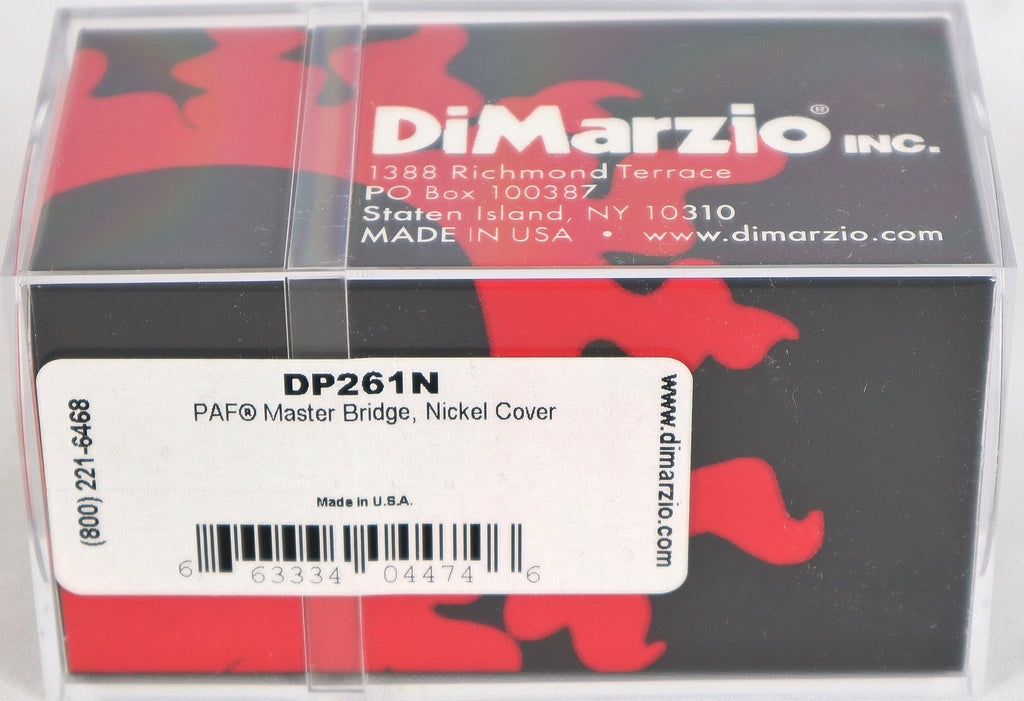 DiMarzio® INC.
1388 Richmond Terrace
PO Box 100387
Staten Island, NY 10310
MADE IN USA • www.dimarzio.com
DP261N
PAF® Master Bridge, Nickel Cover
(800) 221-6468
www.dimarzio.com
Made in U.S.A.
6 63334 04474 6